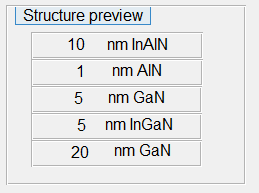 Structure preview
10 nm InAlN
1 nm AlN
5 nm GaN
5 nm InGaN
20 nm GaN